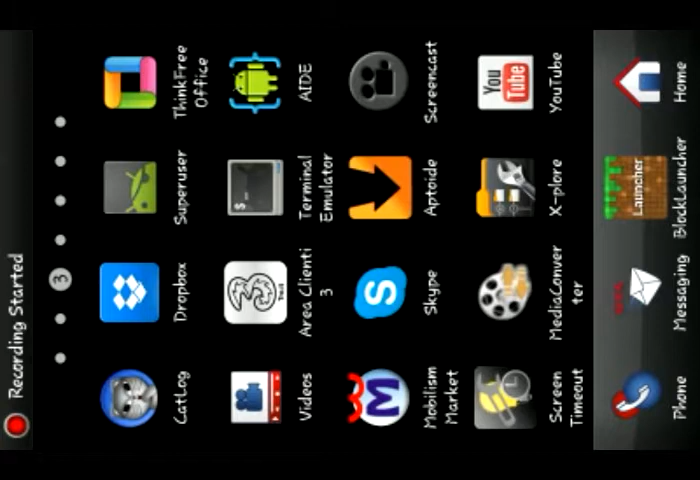 Recording Started
3
CatLog
Dropbox
Superuser
ThinkFree
Office
Videos
Area Clienti
3
Terminal
Emulator
AIDE
Mobilism
Market
Skype
Aptoide
Screencast
Screen
Timeout
MediaConver
ter
X-plore
You
Tube
YouTube
Phone
Messaging
Launcher
BlockLauncher
Home